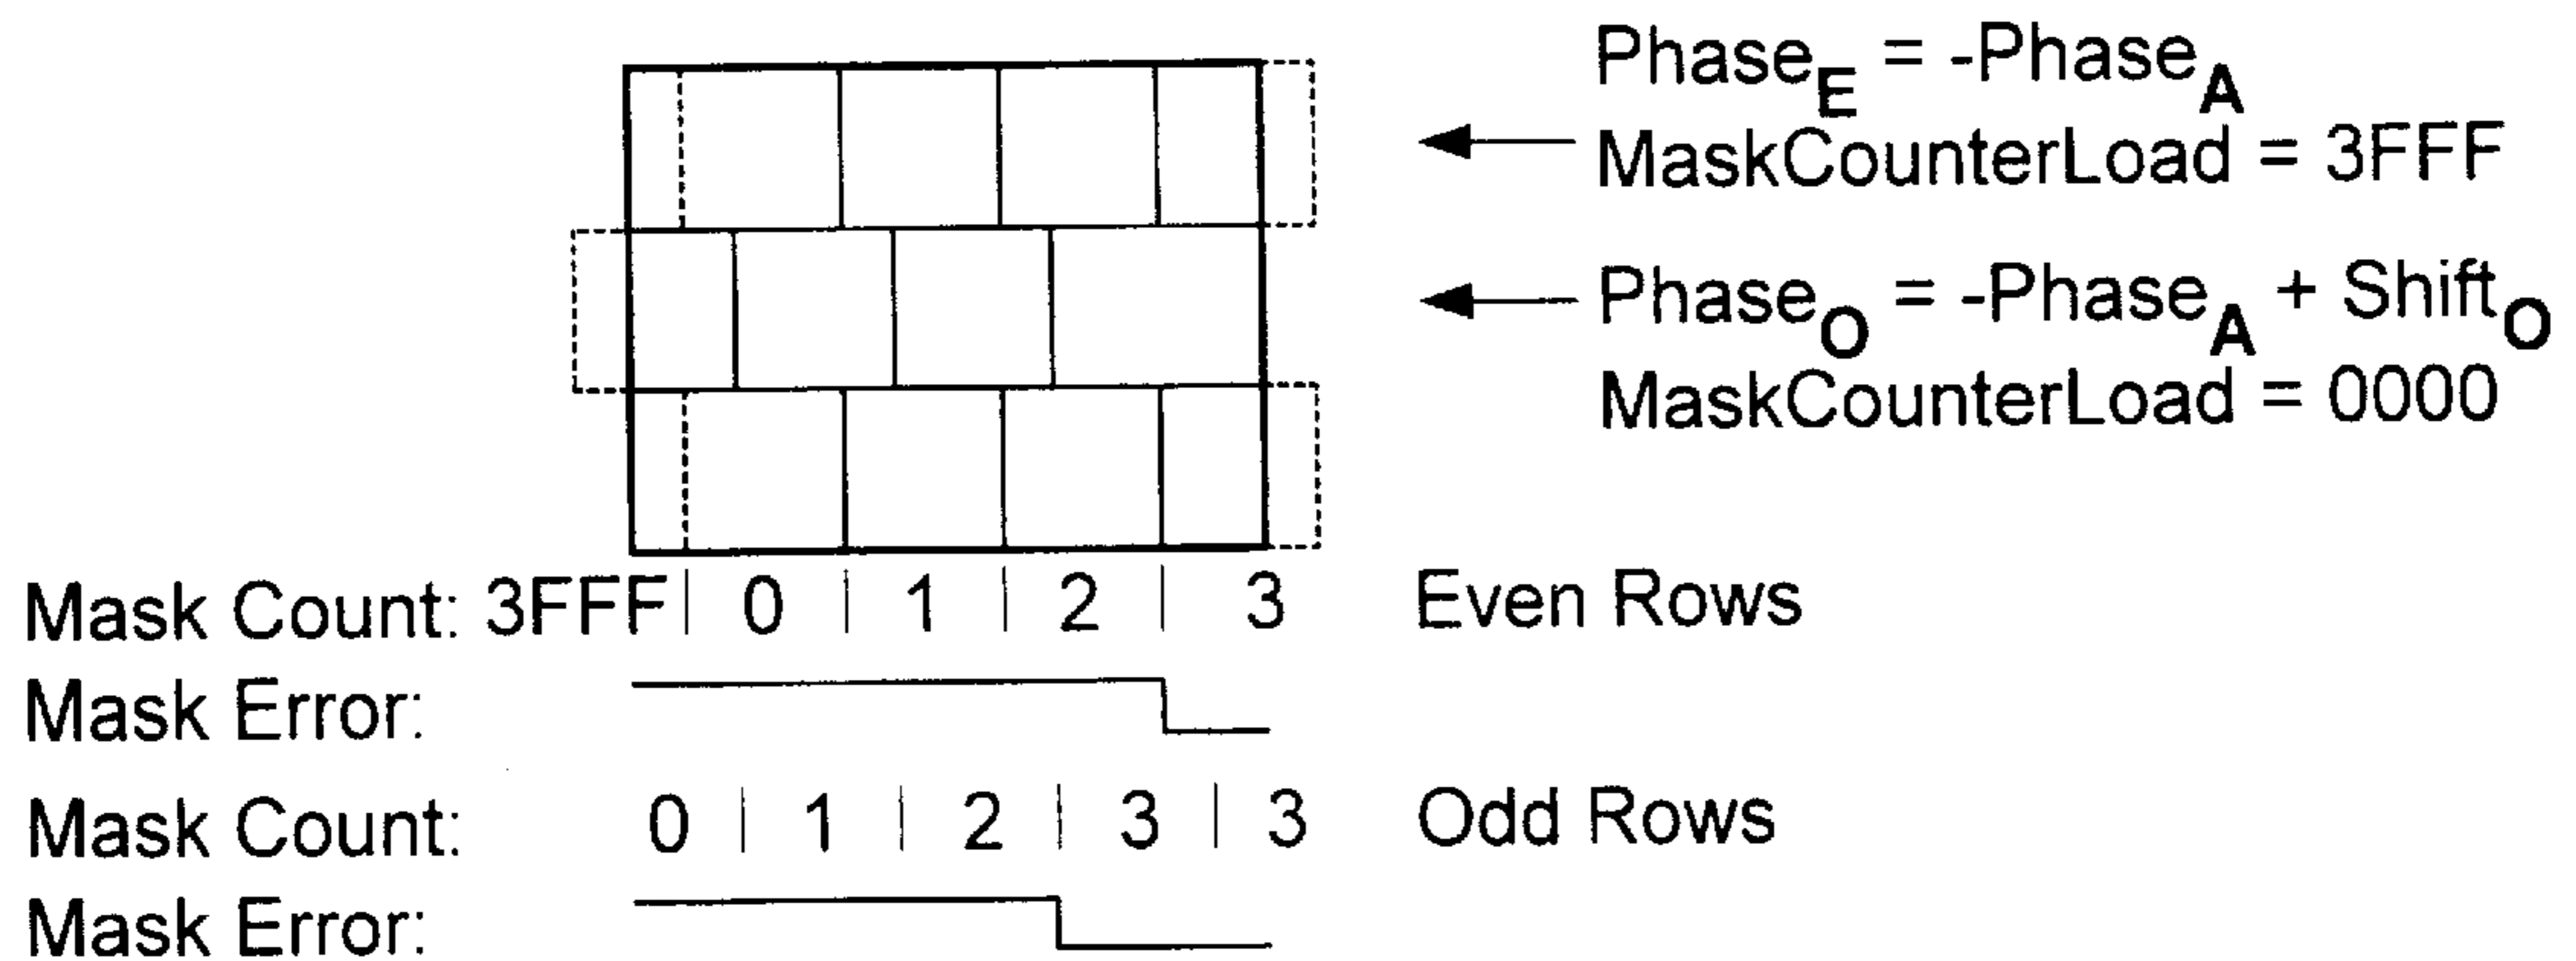 Phase_E = -Phase_A
MaskCounterLoad = 3FFF
Phase_O = -Phase_A + Shift_O
MaskCounterLoad = 0000
Mask Count: 3FFF | 0 | 1 | 2 | 3 Even Rows
Mask Error:
Mask Count: 0 | 1 | 2 | 3 | 3 Odd Rows
Mask Error: